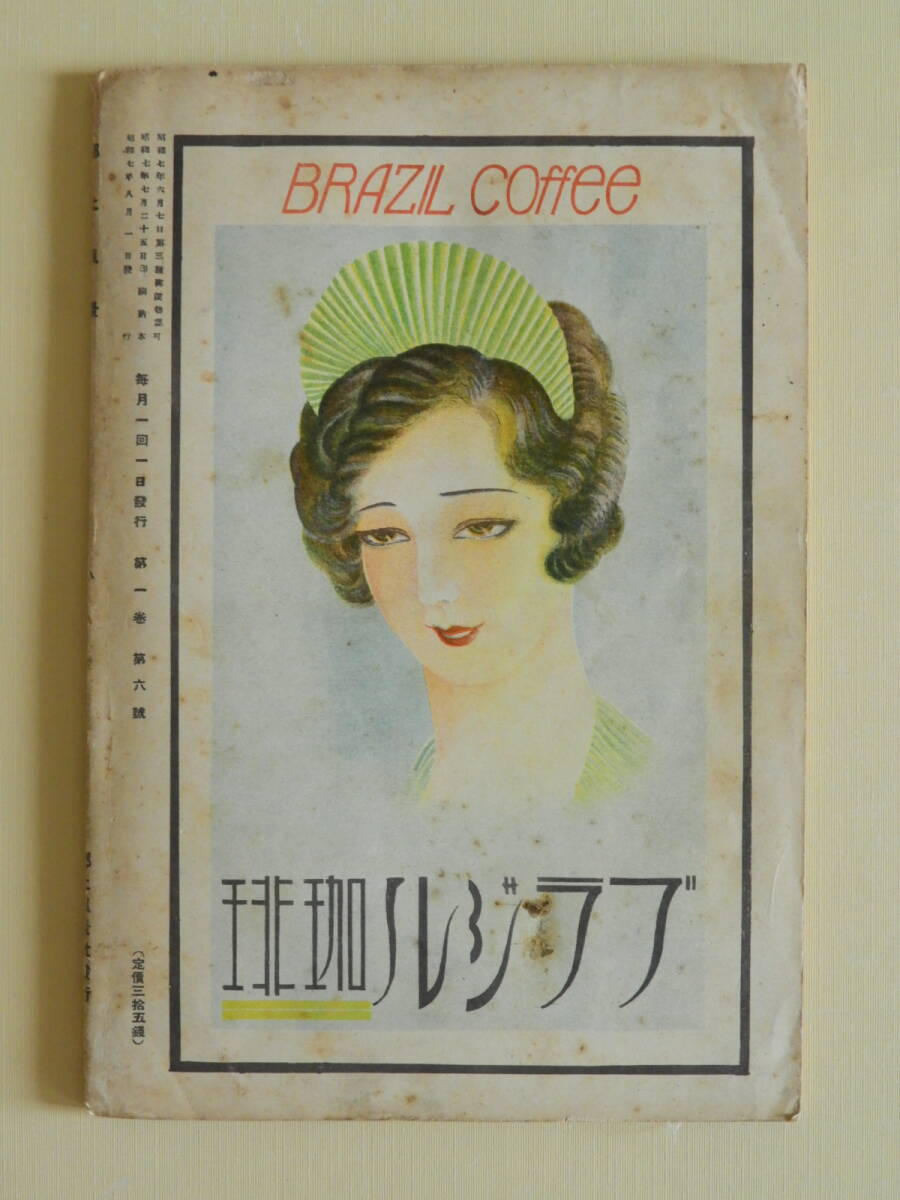 BRAZIL COffEE
ブラジル珈琲
昭和七年六月七日第三種郵便物認可
昭和七年七月二十五日印刷納本
昭和七年八月一日發行
每月一回一日發行 第一巻 第六號
(定價三拾五錢)